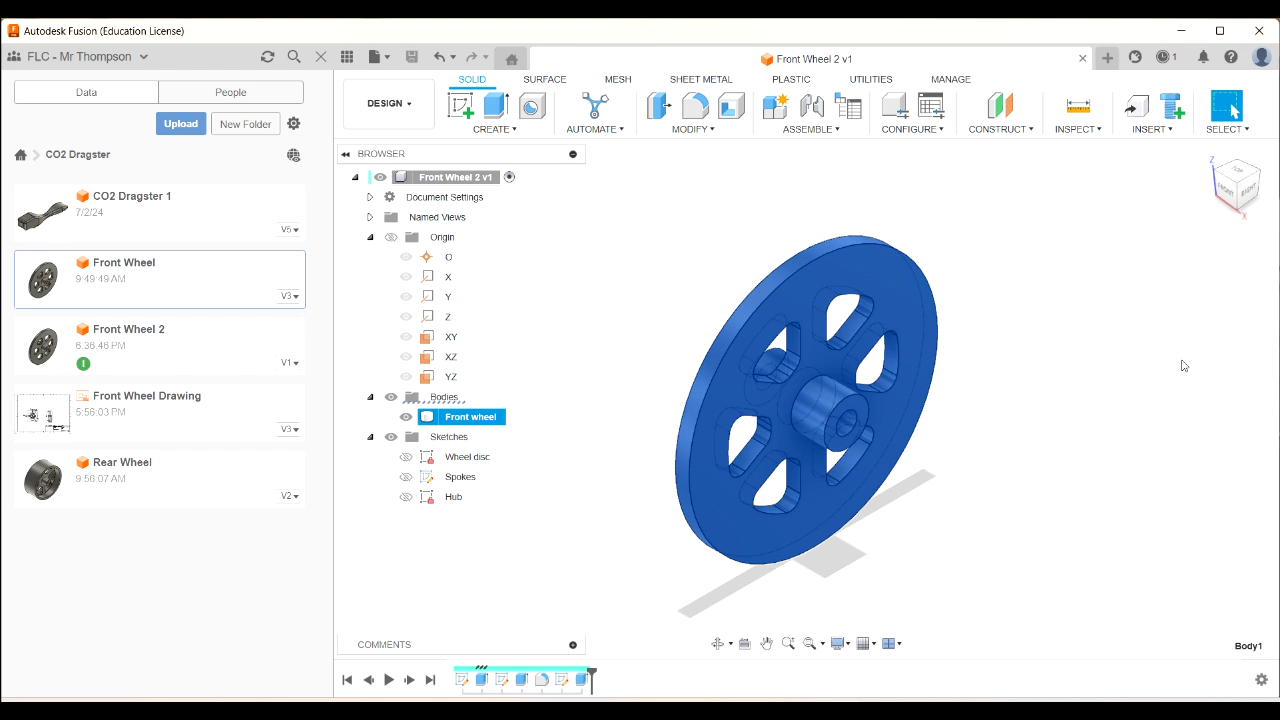 Autodesk Fusion (Education License)
FLC - Mr Thompson
Front Wheel 2 v1
1
Data
People
Upload
New Folder
CO2 Dragster
CO2 Dragster 1
7/2/24
V5
Front Wheel
9:49:49 AM
V3
Front Wheel 2
6:36:46 PM
V1
Front Wheel Drawing
5:56:03 PM
V3
Rear Wheel
9:56:07 AM
V2
DESIGN
SOLID
SURFACE
MESH
SHEET METAL
PLASTIC
UTILITIES
MANAGE
CREATE
AUTOMATE
MODIFY
ASSEMBLE
CONFIGURE
CONSTRUCT
INSPECT
INSERT
SELECT
BROWSER
Front Wheel 2 v1
Document Settings
Named Views
Origin
O
X
Y
Z
XY
XZ
YZ
Bodies
Front wheel
Sketches
Wheel disc
Spokes
Hub
Z
TOP
FRONT
RIGHT
X
COMMENTS
Body1